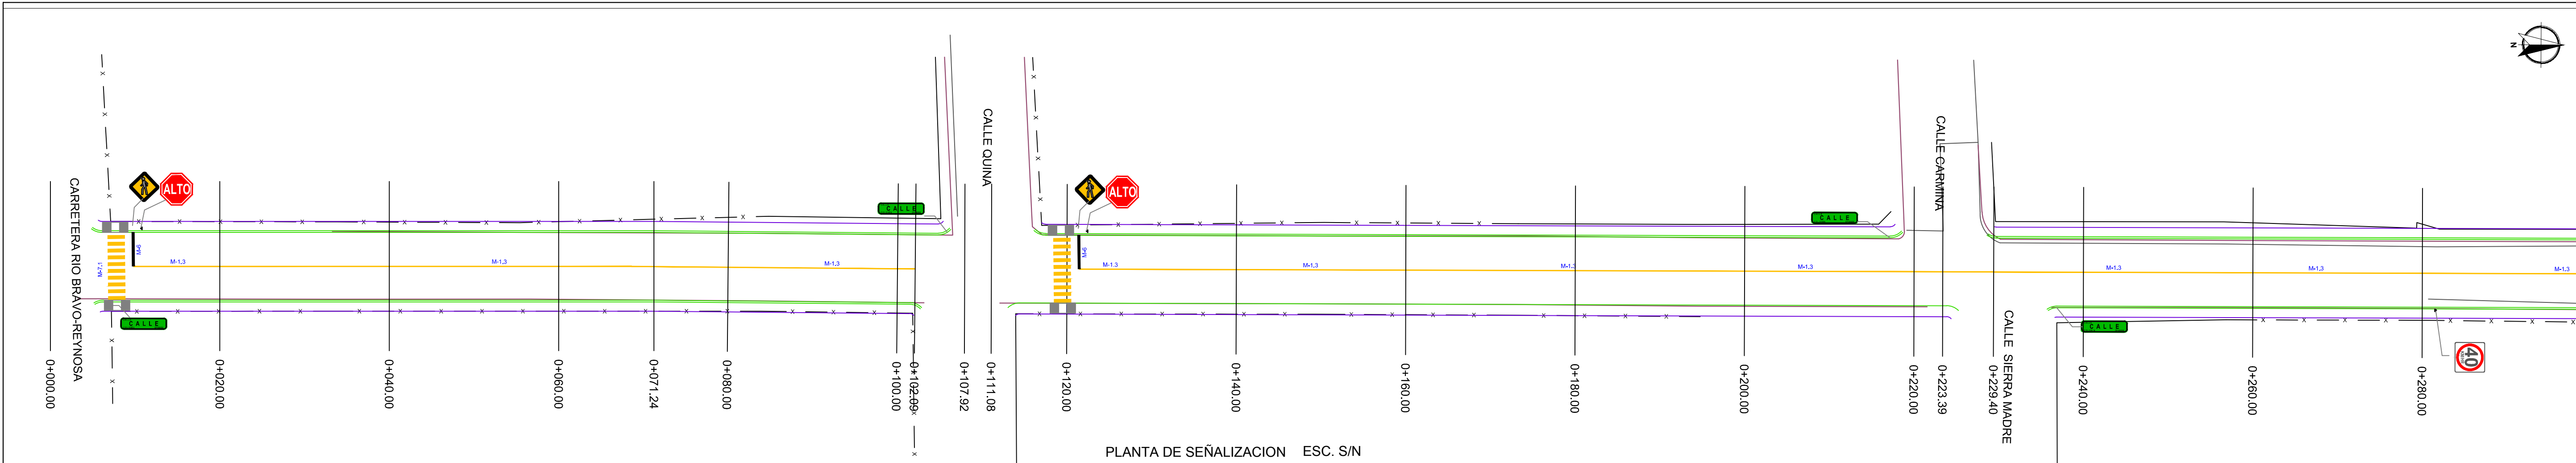 N
CARRETERA RIO BRAVO-REYNOSA
ALTO
M-6
M-7.1
M-1.3
M-1.3
M-1.3
CALLE
CALLE
CALLE QUINA
ALTO
M-6
M-1.3
M-1.3
M-1.3
M-1.3
CALLE
CALLE CARMINA
CALLE SIERRA MADRE
M-1.3
M-1.3
M-1.3
CALLE
40
0+000.00
0+020.00
0+040.00
0+060.00
0+071.24
0+080.00
0+100.00
0+102.09
0+107.92
0+111.08
0+120.00
0+140.00
0+160.00
0+180.00
0+200.00
0+220.00
0+223.39
0+229.40
0+240.00
0+260.00
0+280.00
PLANTA DE SEÑALIZACION ESC. S/N